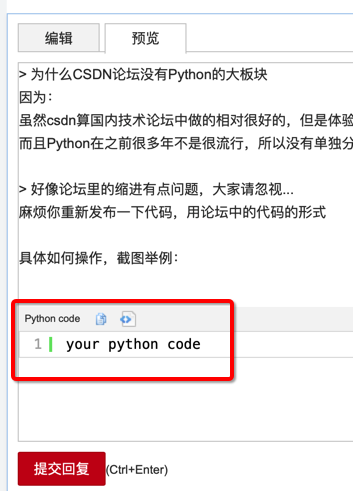 编辑
预览
> 为什么CSDN论坛没有Python的大板块
因为：
虽然csdn算国内技术论坛中做的相对很好的，但是体验
而且Python在之前很多年不是很流行，所以没有单独分
> 好像论坛里的缩进有点问题，大家请忽视...
麻烦你重新发布一下代码，用论坛中的代码的形式
具体如何操作，截图举例：
Python code
1 your python code
提交回复(Ctrl+Enter)